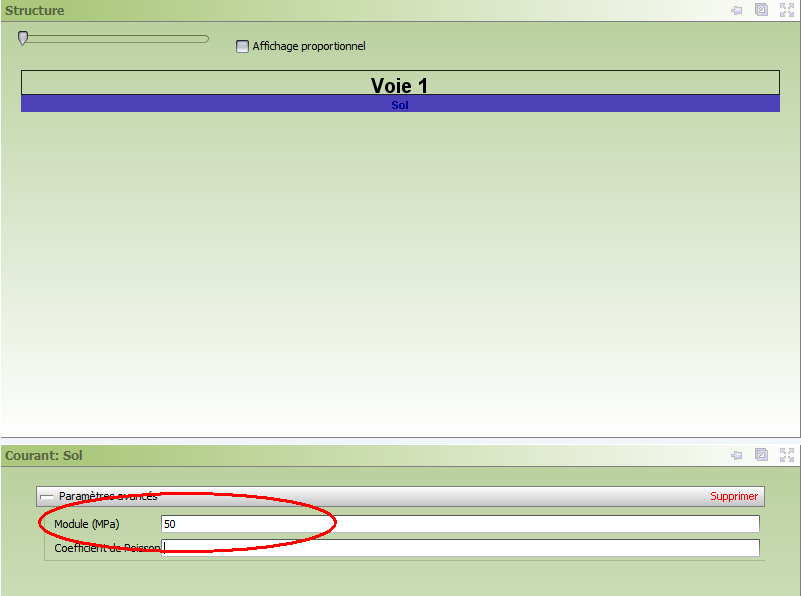 Structure
Affichage proportionnel
Voie 1
Sol
Courant: Sol
Paramètres avancés
Supprimer
Module (MPa)
50
Coefficient de Poisson